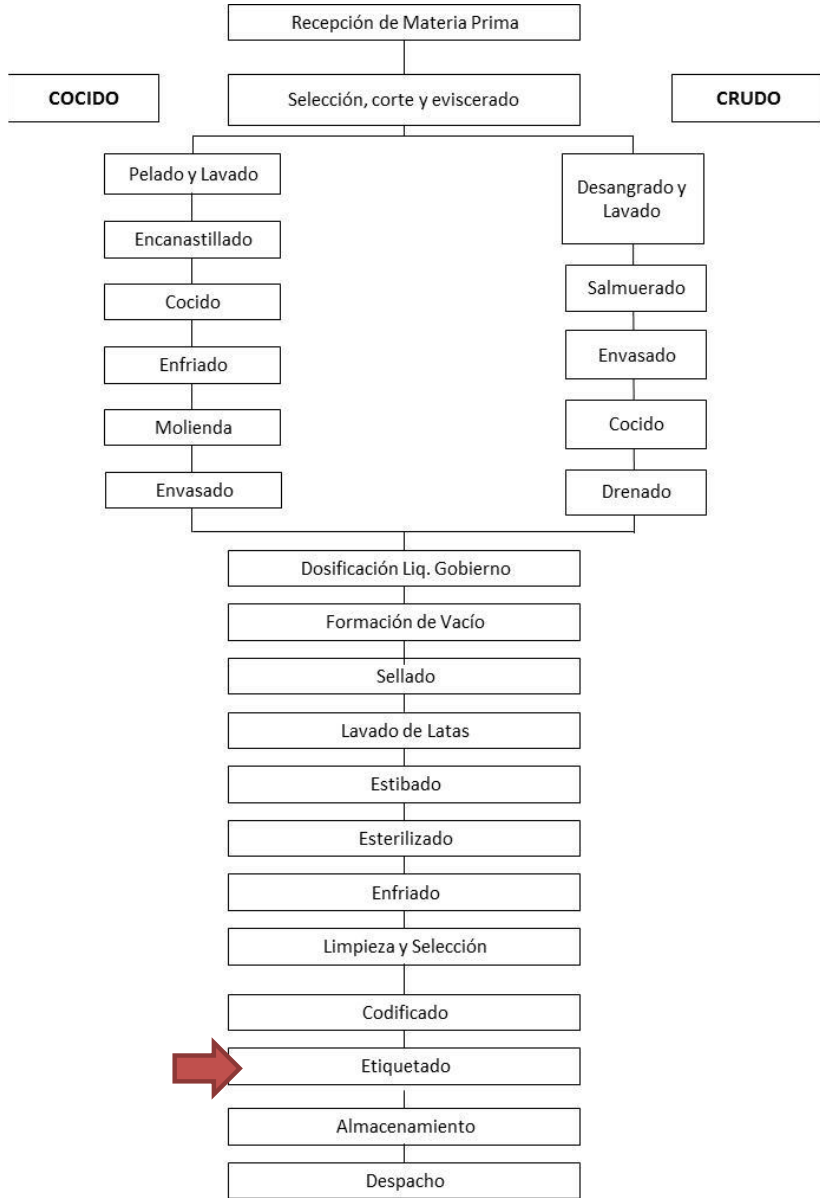 Recepción de Materia Prima
COCIDO
Selección, corte y eviscerado
CRUDO
Pelado y Lavado
Encanastillado
Cocido
Enfriado
Molienda
Envasado
Desangrado y
Lavado
Salmuerado
Envasado
Cocido
Drenado
Dosificación Liq. Gobierno
Formación de Vacío
Sellado
Lavado de Latas
Estibado
Esterilizado
Enfriado
Limpieza y Selección
Codificado
Etiquetado
Almacenamiento
Despacho